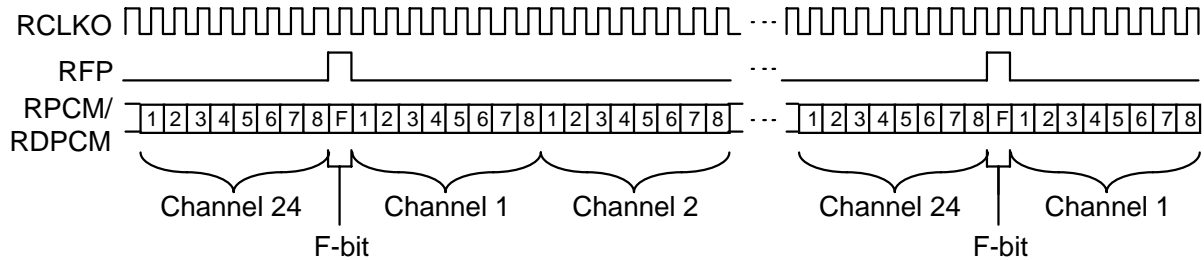 RCLKO
RFP
RPCM/
RDPCM
1 2 3 4 5 6 7 8 F 1 2 3 4 5 6 7 8 1 2 3 4 5 6 7 8 1 2 3 4 5 6 7 8 F 1 2 3 4 5 6 7 8
Channel 24 Channel 1 Channel 2 Channel 24 Channel 1
F-bit F-bit